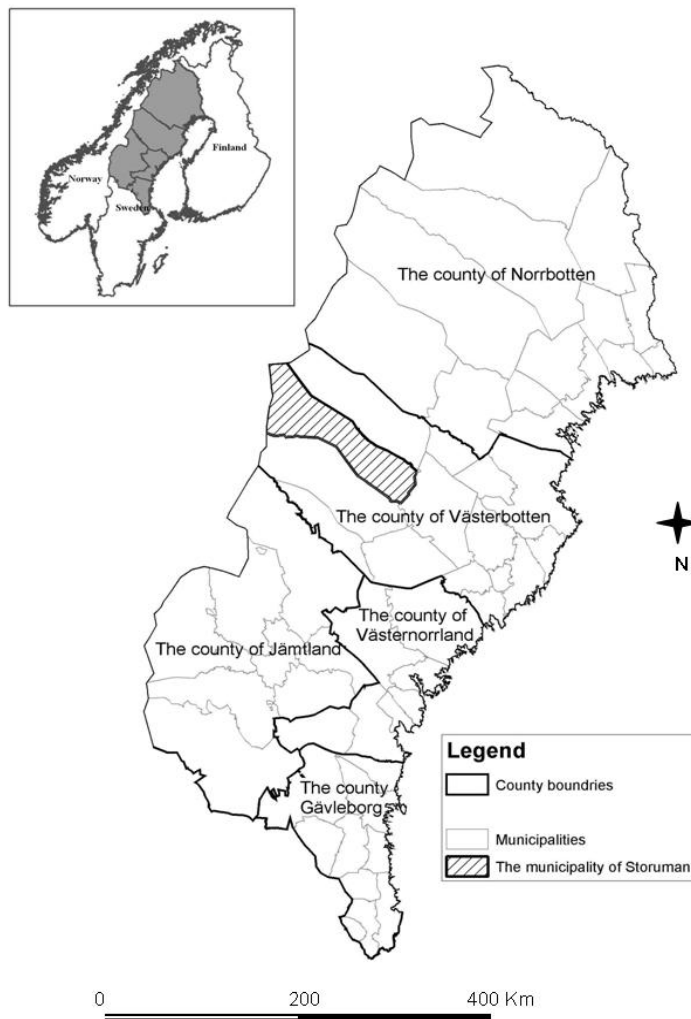 Norway
Finland
Sweden
The county of Norrbotten
The county of Västerbotten
N
The county of
Västernorrland
The county of Jämtland
The county
Gävleborg
Legend
County boundries
Municipalities
The municipality of Storuman
0 200 400 Km